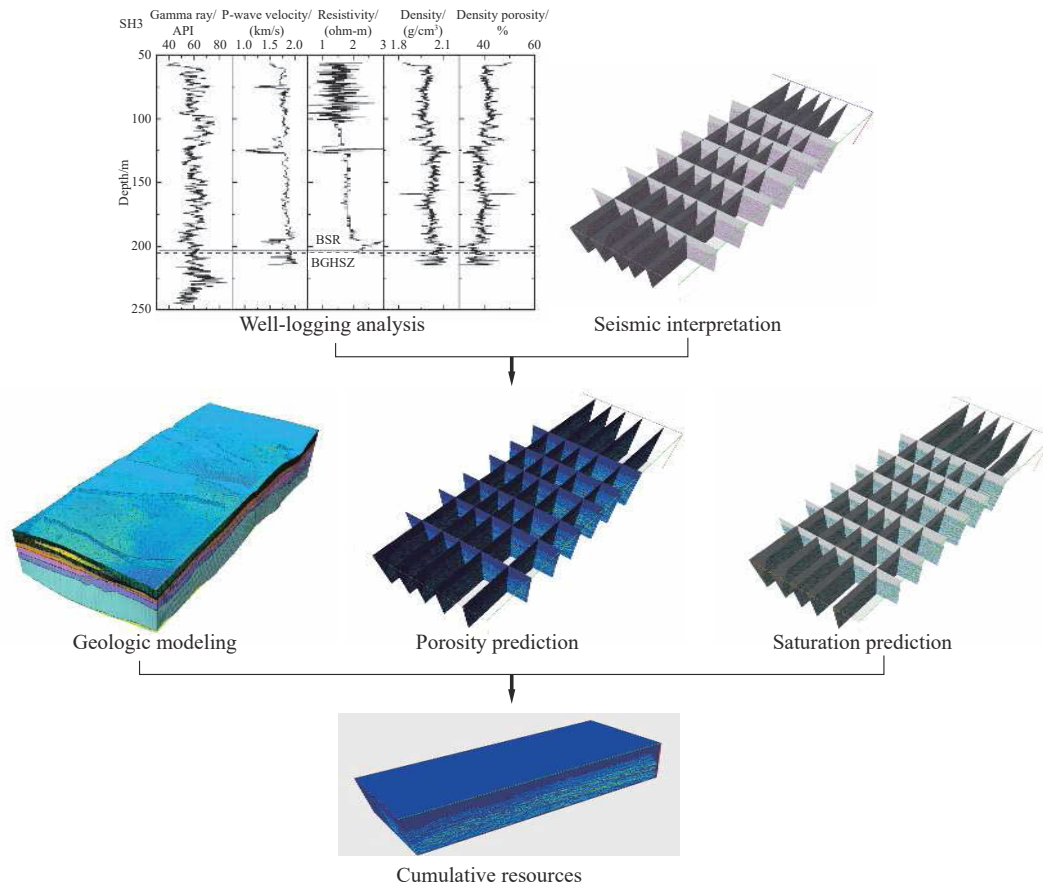 SH3
Gamma ray/ P-wave velocity/ Resistivity/ Density/ Density porosity/
API (km/s) (ohm-m) (g/cm³) %
40 60 80 1.0 1.5 2.0 1 2 3 1.8 2.1 40 60
50
100
150
200
250
Depth/m
BSR
BGHSZ
Well-logging analysis
Seismic interpretation
Geologic modeling
Porosity prediction
Saturation prediction
Cumulative resources